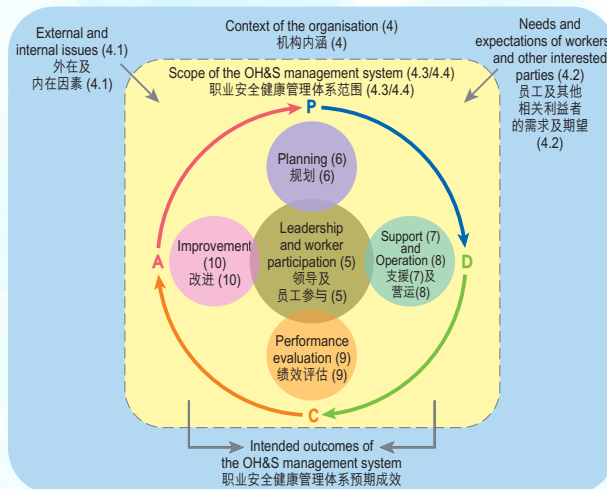 Context of the organisation (4)
机构内涵 (4)
External and
internal issues (4.1)
外在及
内在因素 (4.1)
Needs and
expectations of workers
and other interested
parties (4.2)
员工及其他
相关利益者
的需求及期望
(4.2)
Scope of the OH&S management system (4.3/4.4)
职业安全健康管理体系范围 (4.3/4.4)
P
Planning (6)
规划 (6)
A
Improvement
(10)
改进 (10)
Leadership
and worker
participation (5)
领导及
员工参与 (5)
Support (7)
and
Operation (8)
支援(7)及
营运(8)
D
Performance
evaluation (9)
绩效评估 (9)
C
Intended outcomes of
the OH&S management system
职业安全健康管理体系预期成效